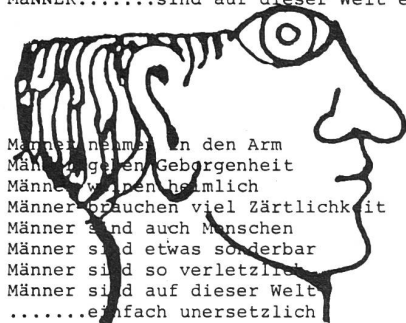 MÄNNER.......sind auf dieser Welt e
Männer nehmen in den Arm
Männer geben Geborgenheit
Männer weinen heimlich
Männer brauchen viel Zärtlichkeit
Männer sind auch Menschen
Männer sind etwas sonderbar
Männer sind so verletzlich
Männer sind auf dieser Welt
.......einfach unersetzlich